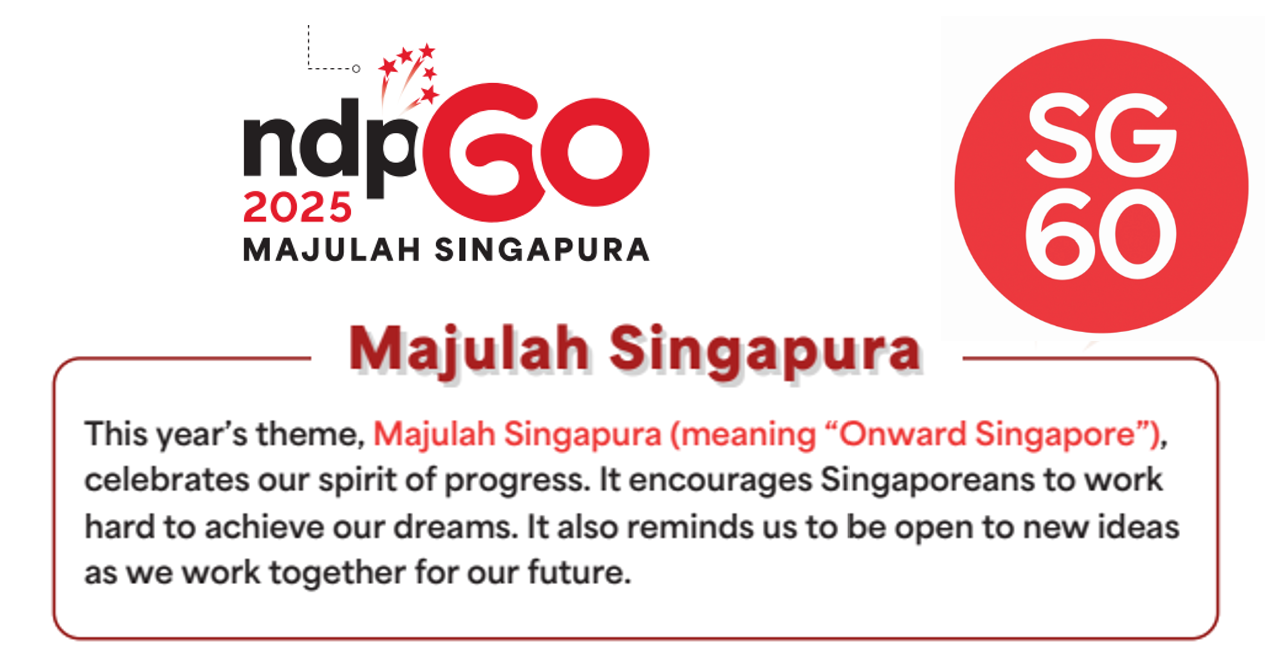 ndp60
2025
MAJULAH SINGAPURA
SG
60
Majulah Singapura
This year’s theme, Majulah Singapura (meaning “Onward Singapore”),
celebrates our spirit of progress. It encourages Singaporeans to work
hard to achieve our dreams. It also reminds us to be open to new ideas
as we work together for our future.